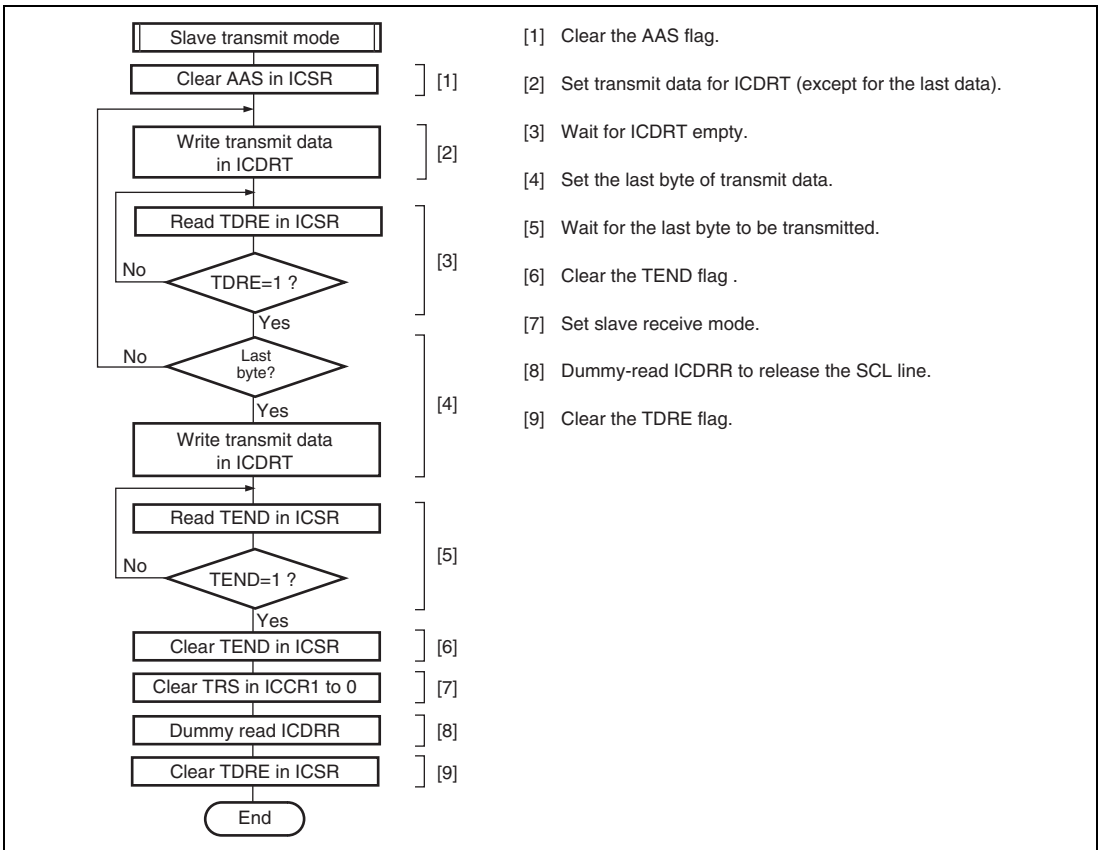 Slave transmit mode
Clear AAS in ICSR
[1]
Write transmit data
in ICDRT
[2]
Read TDRE in ICSR
No
TDRE=1 ?
[3]
Yes
No
Last
byte?
Yes
[4]
Write transmit data
in ICDRT
Read TEND in ICSR
No
TEND=1 ?
[5]
Yes
Clear TEND in ICSR
[6]
Clear TRS in ICCR1 to 0
[7]
Dummy read ICDRR
[8]
Clear TDRE in ICSR
[9]
End
[1] Clear the AAS flag.
[2] Set transmit data for ICDRT (except for the last data).
[3] Wait for ICDRT empty.
[4] Set the last byte of transmit data.
[5] Wait for the last byte to be transmitted.
[6] Clear the TEND flag .
[7] Set slave receive mode.
[8] Dummy-read ICDRR to release the SCL line.
[9] Clear the TDRE flag.